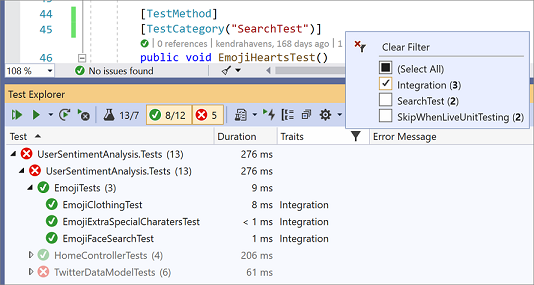 44 [TestMethod]
45 [TestCategory("SearchTest")]
| 0 references | kendrahavens, 168 days ago | 1
46 public void EmojiHeartsTest()
108 % No issues found
Clear Filter
(Select All)
Integration (3)
SearchTest (2)
SkipWhenLiveUnitTesting (2)
Test Explorer
13/7 8/12 5
Test Duration Traits Error Message
UserSentimentAnalysis.Tests (13) 276 ms
UserSentimentAnalysis.Tests (13) 276 ms
EmojiTests (3) 9 ms
EmojiClothingTest 8 ms Integration
EmojiExtraSpecialCharatersTest < 1 ms Integration
EmojiFaceSearchTest 1 ms Integration
HomeControllerTests (4) 206 ms
TwitterDataModelTests (6) 61 ms